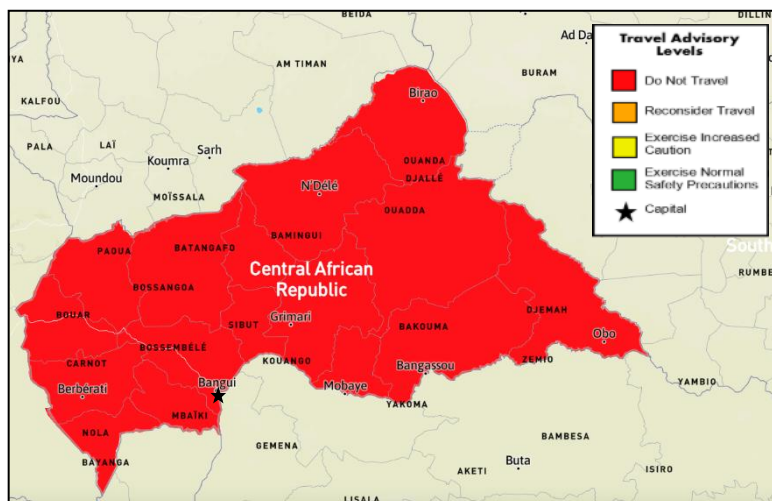 BEIDA
DILLIN
YA
Ad Da
AM TIMAN
BURAM
KALFOU
Birao
LAÏ
PALA
Sarh
Koumra
OUANDA
DJALLÉ
Moundou
N'Délé
MOÏSSALA
OUADDA
BAMINGUI
PAOUA
BATANGAFO
South
Central African
Republic
RUMBE
BOSSANGOA
DJEMAH
BOUAR
Grimari
SIBUT
BAKOUMA
Obo
BOSSEMBÉLÉ
KOUANGO
ZEMIO
CARNOT
Bangassou
Bangui
Berbérati
Mobaye
YAMBIO
YAKOMA
MBAÏKI
NOLA
BAMBESA
GEMENA
BAYANGA
Buta
ISIRO
AKETI
LISALA
Travel Advisory
Levels
Do Not Travel
Reconsider Travel
Exercise Increased
Caution
Exercise Normal
Safety Precautions
Capital